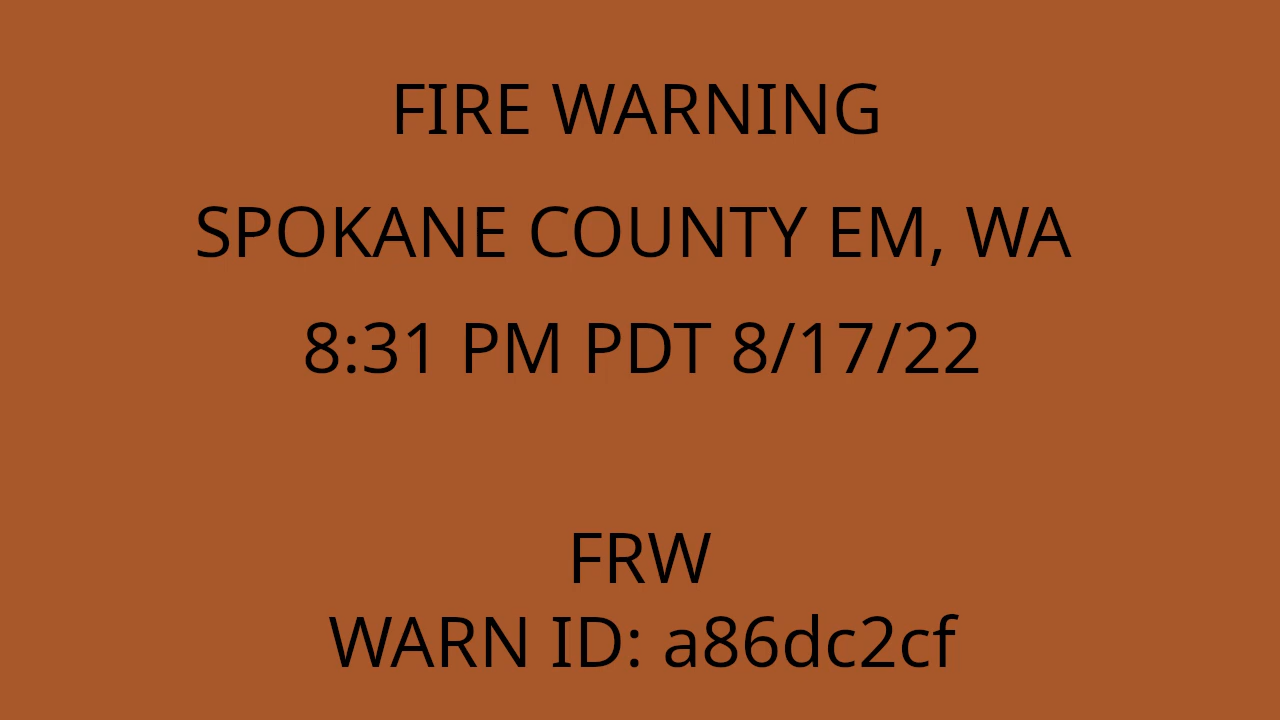 FIRE WARNING
SPOKANE COUNTY EM, WA
8:31 PM PDT 8/17/22
FRW
WARN ID: a86dc2cf